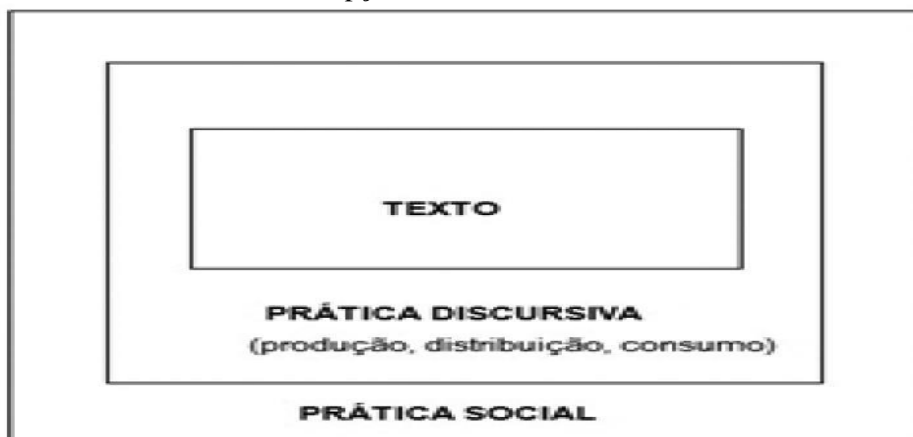 TEXTO
PRÁTICA DISCURSIVA
(produção, distribuição, consumo)
PRÁTICA SOCIAL